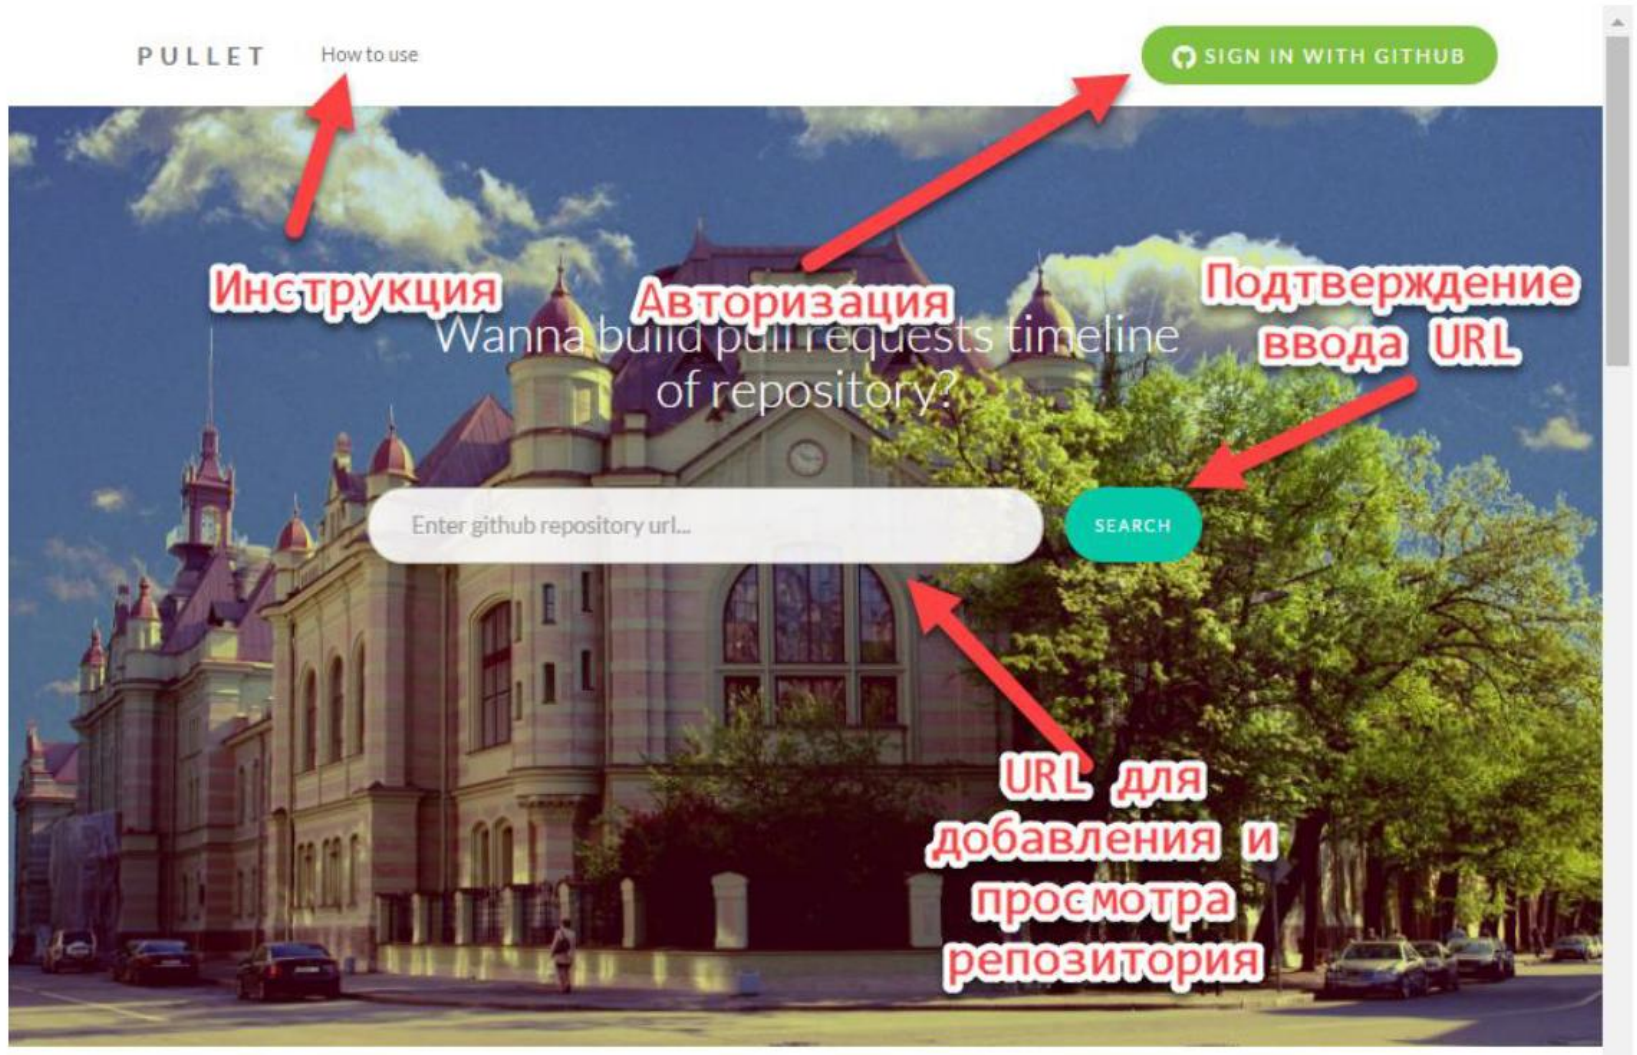 PULLET
How to use
SIGN IN WITH GITHUB
Инструкция
Авторизация
Подтверждение
ввода URL
Wanna build pull requests timeline
of repository?
Enter github repository url...
SEARCH
URL для
добавления и
просмотра
репозитория